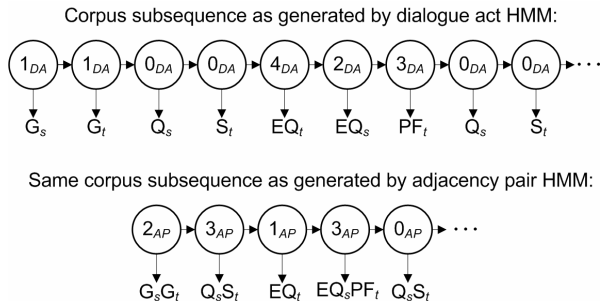 Corpus subsequence as generated by dialogue act HMM:
1DA 1DA 0DA 0DA 4DA 2DA 3DA 0DA 0DA ···
Gs Gt Qs St EQt EQs PFt Qs St
Same corpus subsequence as generated by adjacency pair HMM:
2AP 3AP 1AP 3AP 0AP ···
GsGt QsSt EQt EQsPFt QsSt